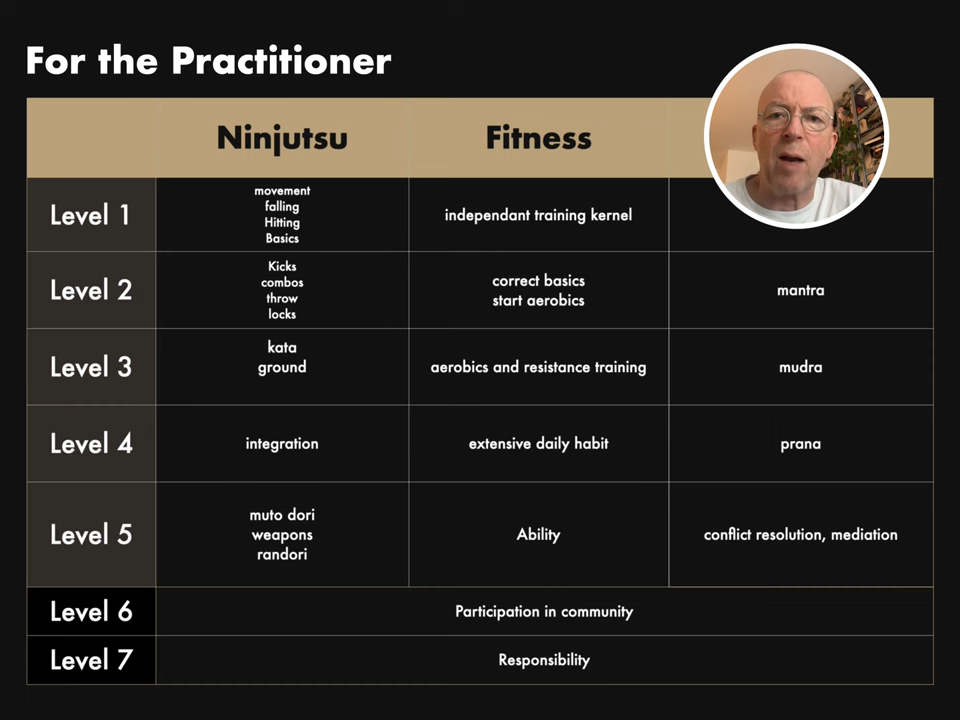 For the Practitioner
Ninjutsu
Fitness
Level 1
movement
falling
Hitting
Basics
independant training kernel
Level 2
Kicks
combos
throw
locks
correct basics
start aerobics
mantra
Level 3
kata
ground
aerobics and resistance training
mudra
Level 4
integration
extensive daily habit
prana
Level 5
muto dori
weapons
randori
Ability
conflict resolution, mediation
Level 6
Participation in community
Level 7
Responsibility